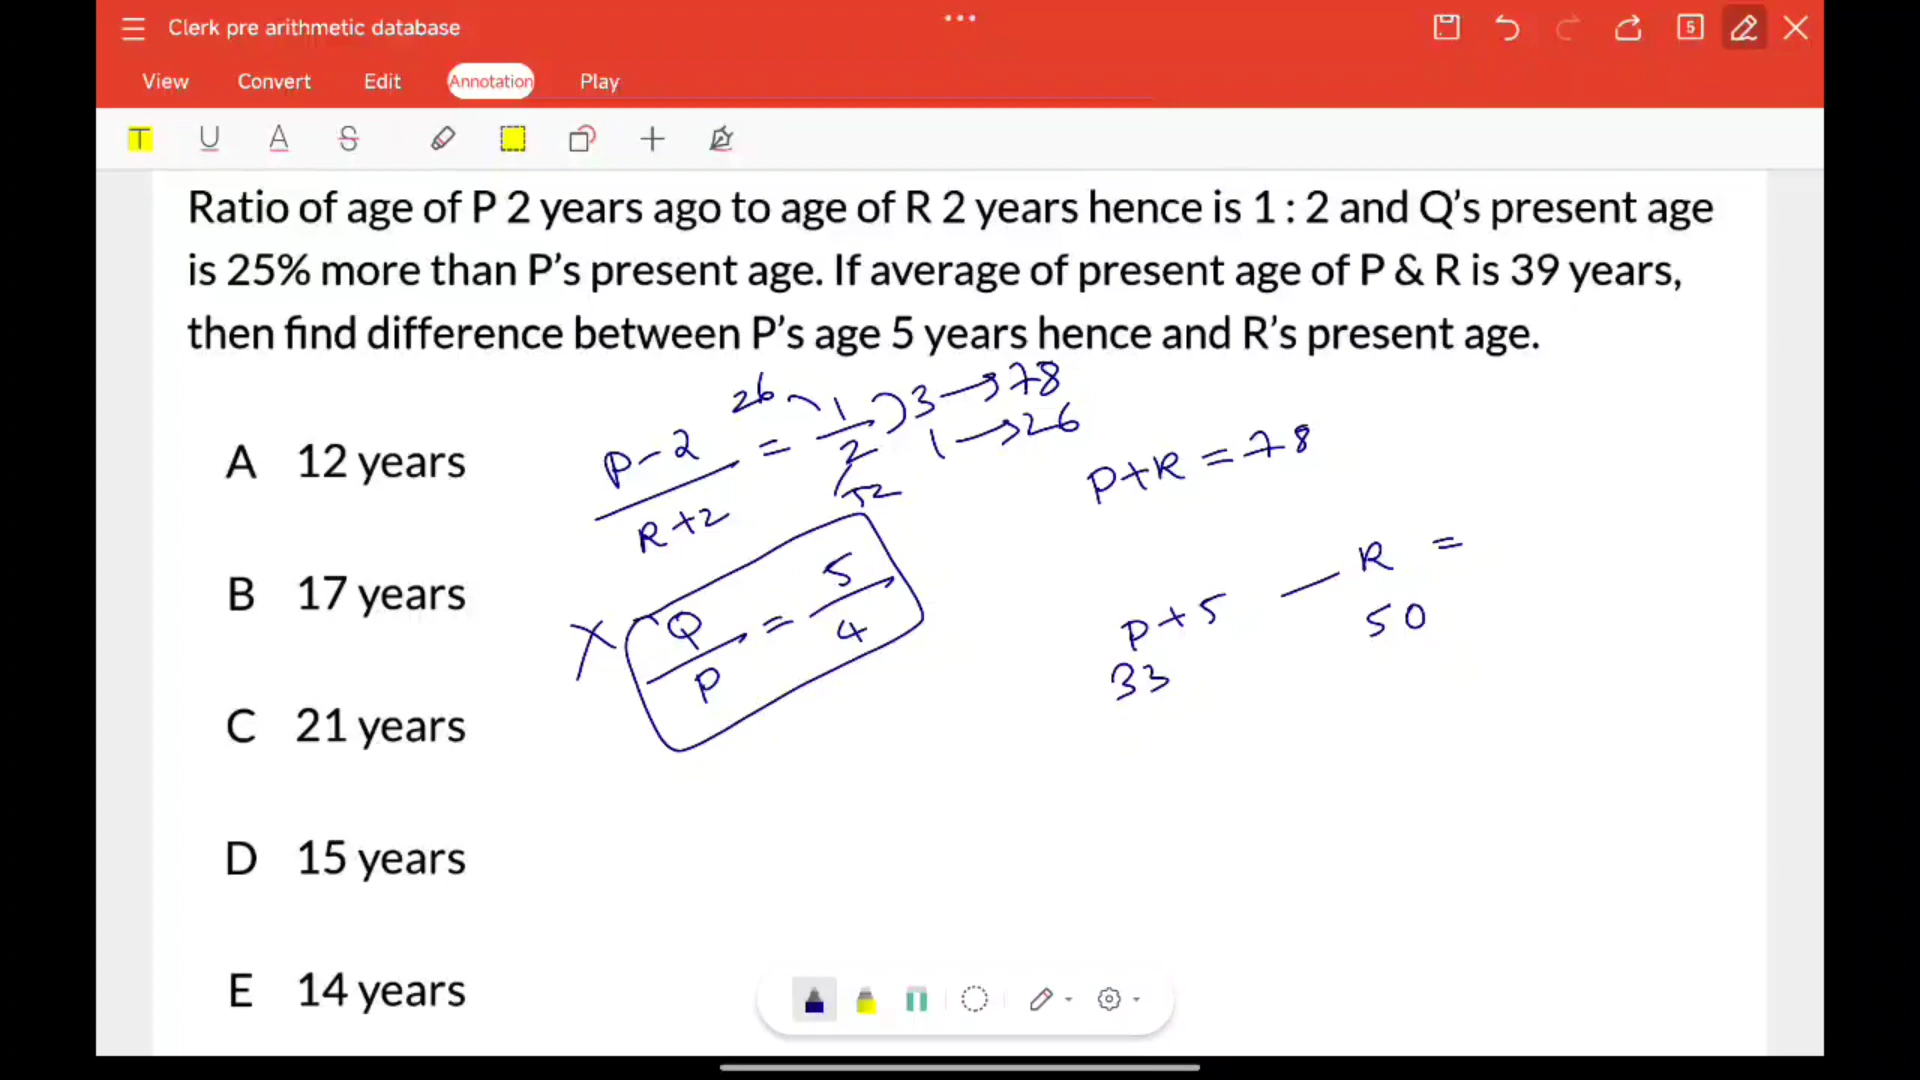 Clerk pre arithmetic database
5
View Convert Edit Annotation Play
T U A S
Ratio of age of P 2 years ago to age of R 2 years hence is 1 : 2 and Q’s present age
is 25% more than P’s present age. If average of present age of P & R is 39 years,
then find difference between P’s age 5 years hence and R’s present age.
26 1 3 → 78
P-2 = 2 1 → 26
R+2 52
P+R = 78
A 12 years
P+5 — R =
33 50
B 17 years
X Q = 5
P 4
C 21 years
D 15 years
E 14 years